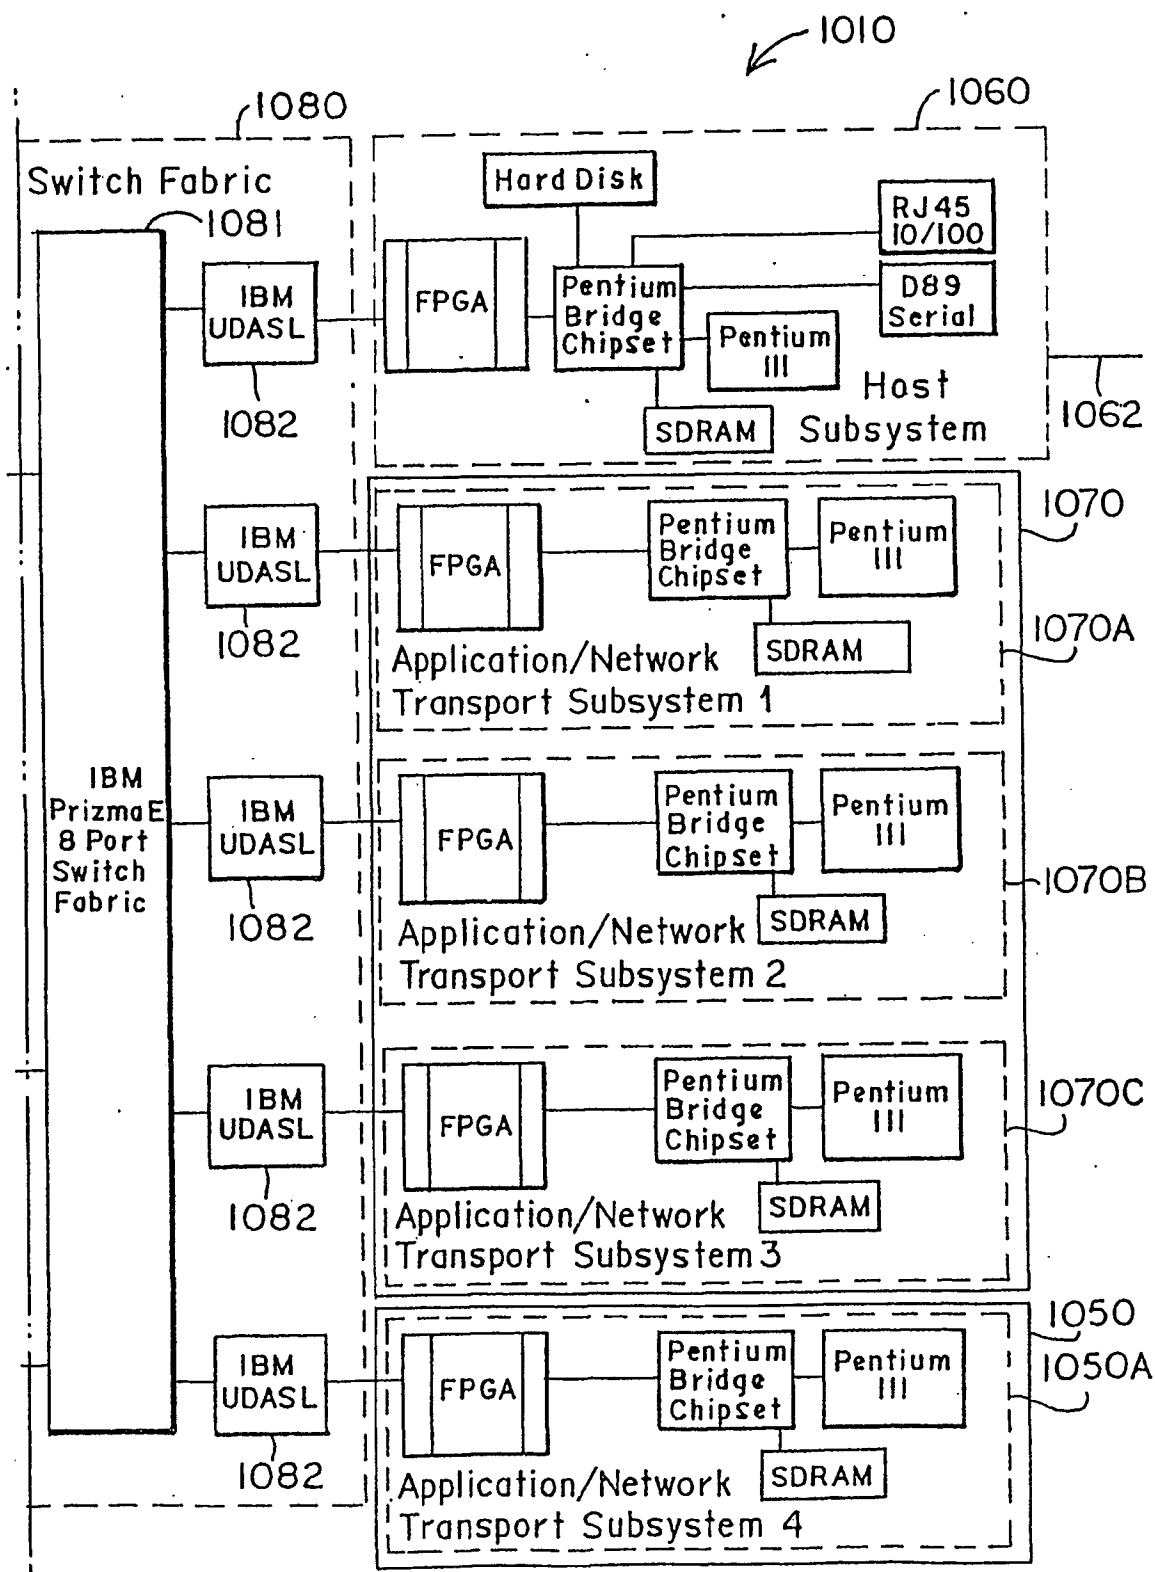 1010
1080
1060
Switch Fabric
1081
Hard Disk
RJ45
10/100
IBM
UDASL
FPGA
Pentium
Bridge
Chipset
D89
Serial
Pentium
III
1082
SDRAM
Host
Subsystem
1062
IBM
UDASL
FPGA
Pentium
Bridge
Chipset
Pentium
III
1070
1082
Application/Network
Transport Subsystem 1
SDRAM
1070A
IBM
PrizmaE
8 Port
Switch
Fabric
IBM
UDASL
FPGA
Pentium
Bridge
Chipset
Pentium
III
1070B
1082
Application/Network
Transport Subsystem 2
SDRAM
IBM
UDASL
FPGA
Pentium
Bridge
Chipset
Pentium
III
1070C
1082
Application/Network
Transport Subsystem 3
SDRAM
1050
1050A
IBM
UDASL
FPGA
Pentium
Bridge
Chipset
Pentium
III
1082
Application/Network
Transport Subsystem 4
SDRAM